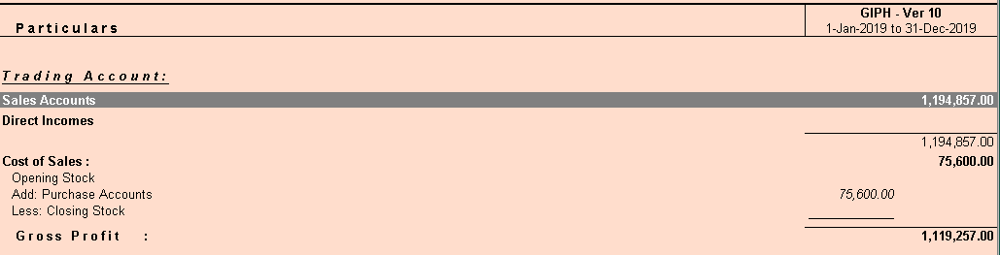 GIPH - Ver 10
Particulars 1-Jan-2019 to 31-Dec-2019
Trading Account:
Sales Accounts 1,194,857.00
Direct Incomes
1,194,857.00
Cost of Sales : 75,600.00
Opening Stock
Add: Purchase Accounts 75,600.00
Less: Closing Stock
Gross Profit : 1,119,257.00